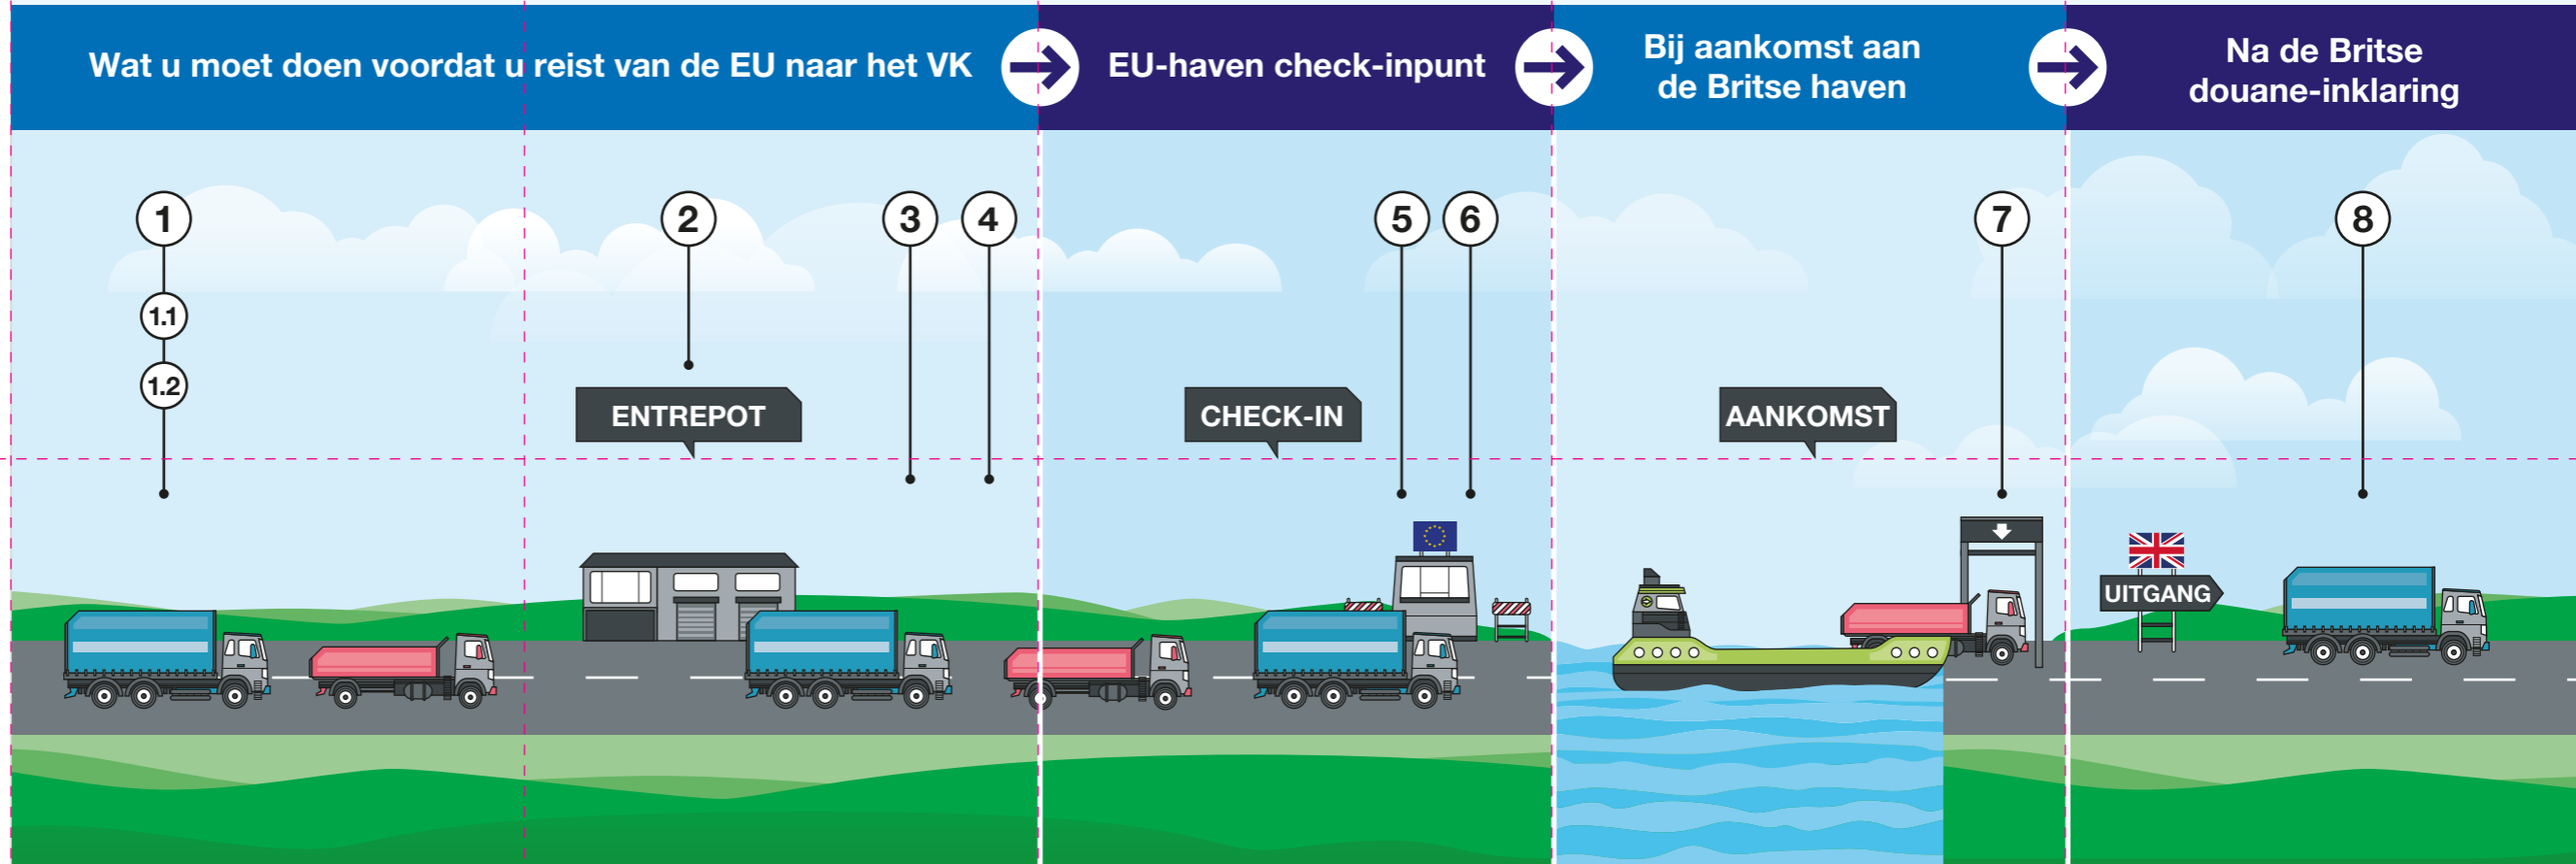 Wat u moet doen voordat u reist van de EU naar het VK
EU-haven check-inpunt
Bij aankomst aan
de Britse haven
Na de Britse
douane-inklaring
1
1.1
1.2
2
3
4
5
6
7
8
ENTREPOT
CHECK-IN
AANKOMST
UITGANG